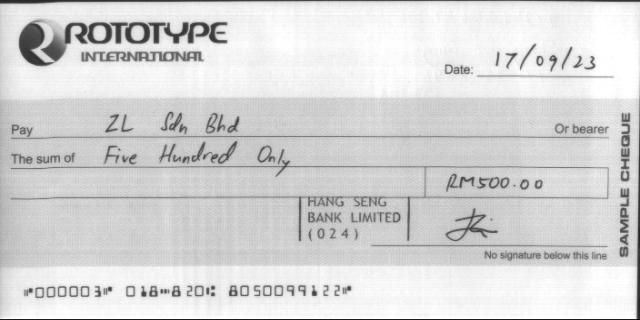 ROTOTYPE
INTERNATIONAL
Date: 17/09/23
Pay ZL Sdn Bhd Or bearer
The sum of Five Hundred Only
RM500.00
HANG SENG
BANK LIMITED
(024)
No signature below this line
SAMPLE CHEQUE
⑈000003⑈ 018⑉820⑆ 8050099122⑈